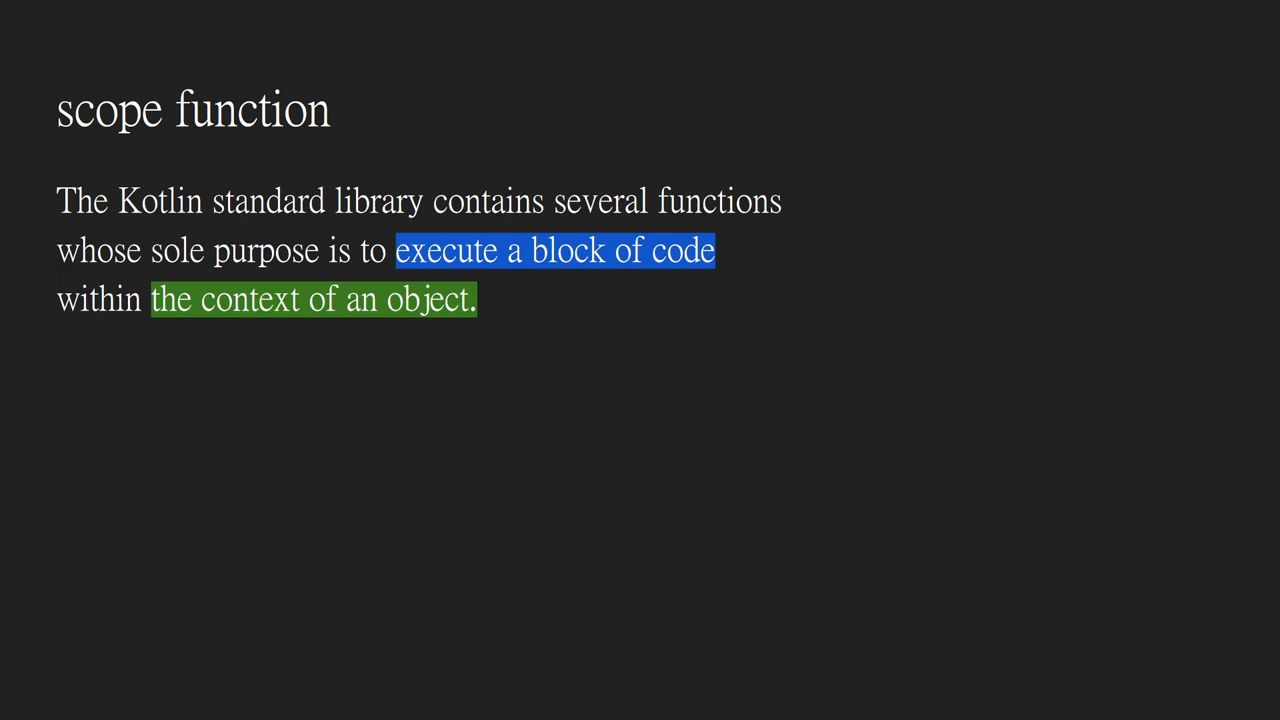 scope function
The Kotlin standard library contains several functions
whose sole purpose is to execute a block of code
within the context of an object.